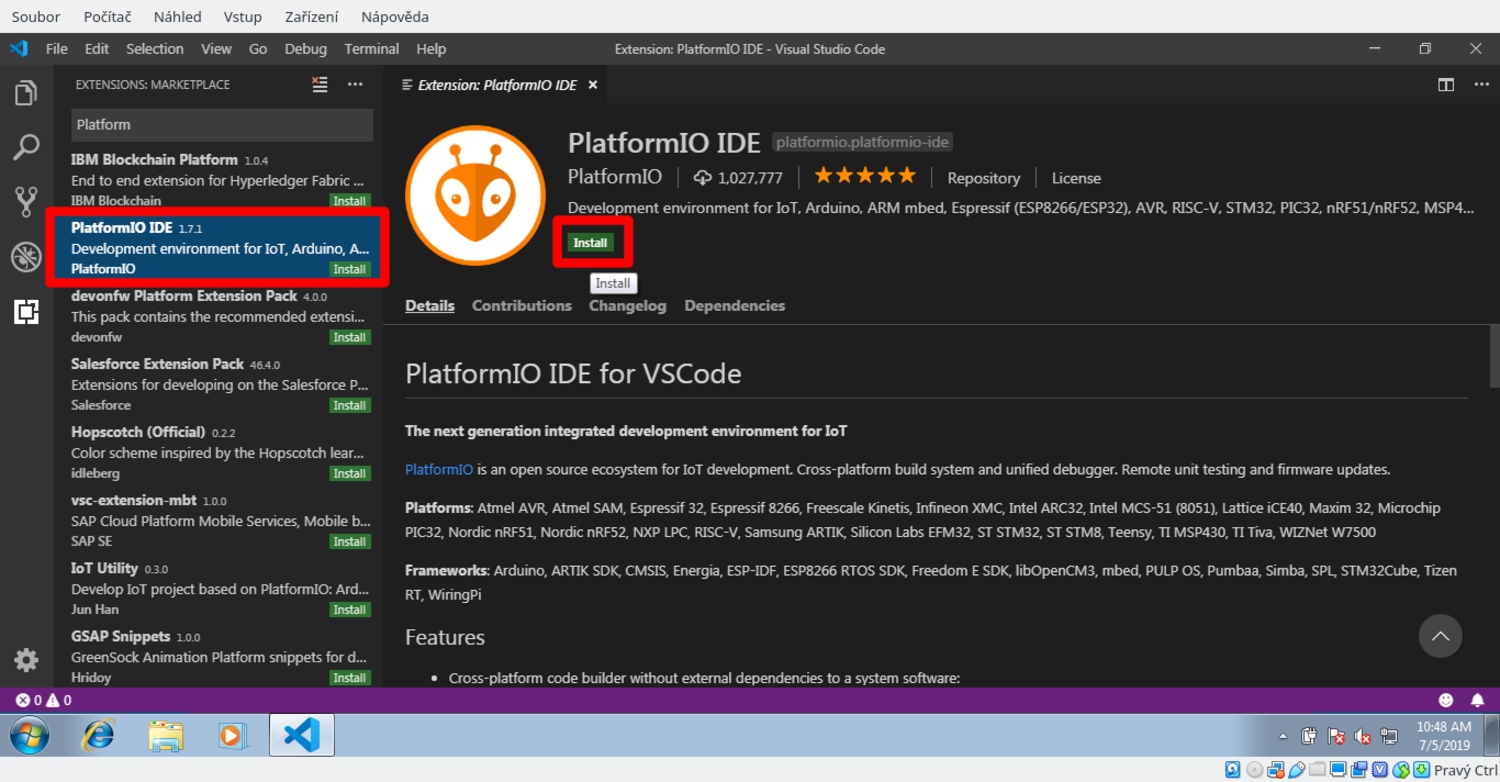 Soubor Počítač Náhled Vstup Zařízení Nápověda
File Edit Selection View Go Debug Terminal Help
Extension: PlatformIO IDE - Visual Studio Code
EXTENSIONS: MARKETPLACE
Platform
IBM Blockchain Platform 1.0.4
End to end extension for Hyperledger Fabric ...
IBM Blockchain Install
PlatformIO IDE 1.7.1
Development environment for IoT, Arduino, A...
PlatformIO Install
devonfw Platform Extension Pack 4.0.0
This pack contains the recommended extensi...
devonfw Install
Salesforce Extension Pack 46.4.0
Extensions for developing on the Salesforce P...
Salesforce Install
Hopscotch (Official) 0.2.2
Color scheme inspired by the Hopscotch lear...
idleberg Install
vsc-extension-mbt 1.0.0
SAP Cloud Platform Mobile Services, Mobile b...
SAP SE Install
IoT Utility 0.3.0
Develop IoT project based on PlatformIO: Ard...
Jun Han Install
GSAP Snippets 1.0.0
GreenSock Animation Platform snippets for d...
Hridoy Install
Extension: PlatformIO IDE
PlatformIO IDE platformio.platformio-ide
PlatformIO 1,027,777 Repository License
Development environment for IoT, Arduino, ARM mbed, Espressif (ESP8266/ESP32), AVR, RISC-V, STM32, PIC32, nRF51/nRF52, MSP4...
Install
Install
Details Contributions Changelog Dependencies
PlatformIO IDE for VSCode
The next generation integrated development environment for IoT
PlatformIO is an open source ecosystem for IoT development. Cross-platform build system and unified debugger. Remote unit testing and firmware updates.
Platforms: Atmel AVR, Atmel SAM, Espressif 32, Espressif 8266, Freescale Kinetis, Infineon XMC, Intel ARC32, Intel MCS-51 (8051), Lattice iCE40, Maxim 32, Microchip
PIC32, Nordic nRF51, Nordic nRF52, NXP LPC, RISC-V, Samsung ARTIK, Silicon Labs EFM32, ST STM32, ST STM8, Teensy, TI MSP430, TI Tiva, WIZNet W7500
Frameworks: Arduino, ARTIK SDK, CMSIS, Energia, ESP-IDF, ESP8266 RTOS SDK, Freedom E SDK, libOpenCM3, mbed, PULP OS, Pumbaa, Simba, SPL, STM32Cube, Tizen
RT, WiringPi
Features
• Cross-platform code builder without external dependencies to a system software:
0 0
10:48 AM
7/5/2019
Pravý Ctrl